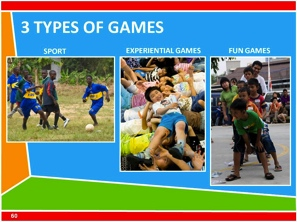 3 TYPES OF GAMES
SPORT
EXPERIENTIAL GAMES
FUN GAMES
60